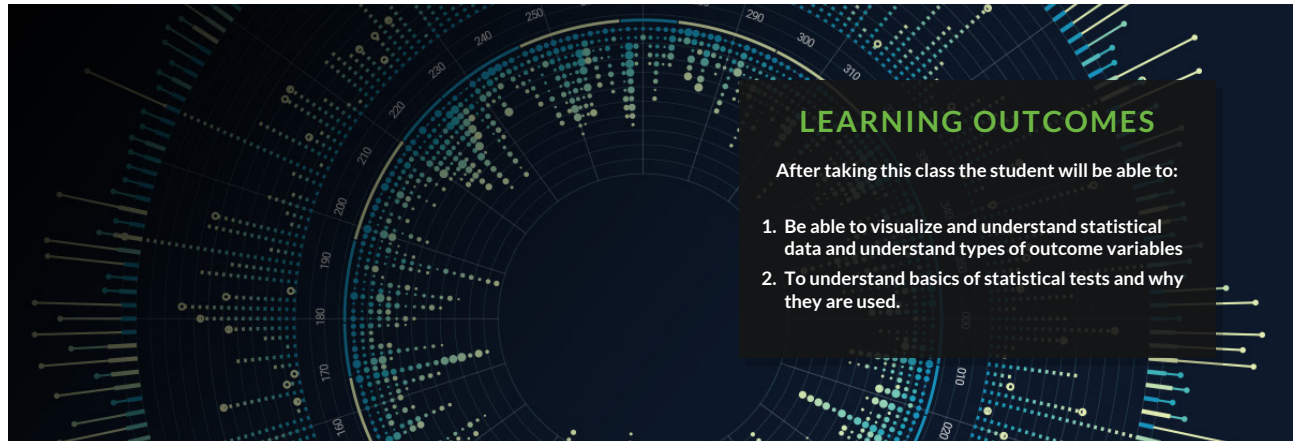 250
290
240
300
230
310
220
210
200
190
180
170
160
LEARNING OUTCOMES
After taking this class the student will be able to:
1. Be able to visualize and understand statistical
data and understand types of outcome variables
2. To understand basics of statistical tests and why
they are used.
010
020